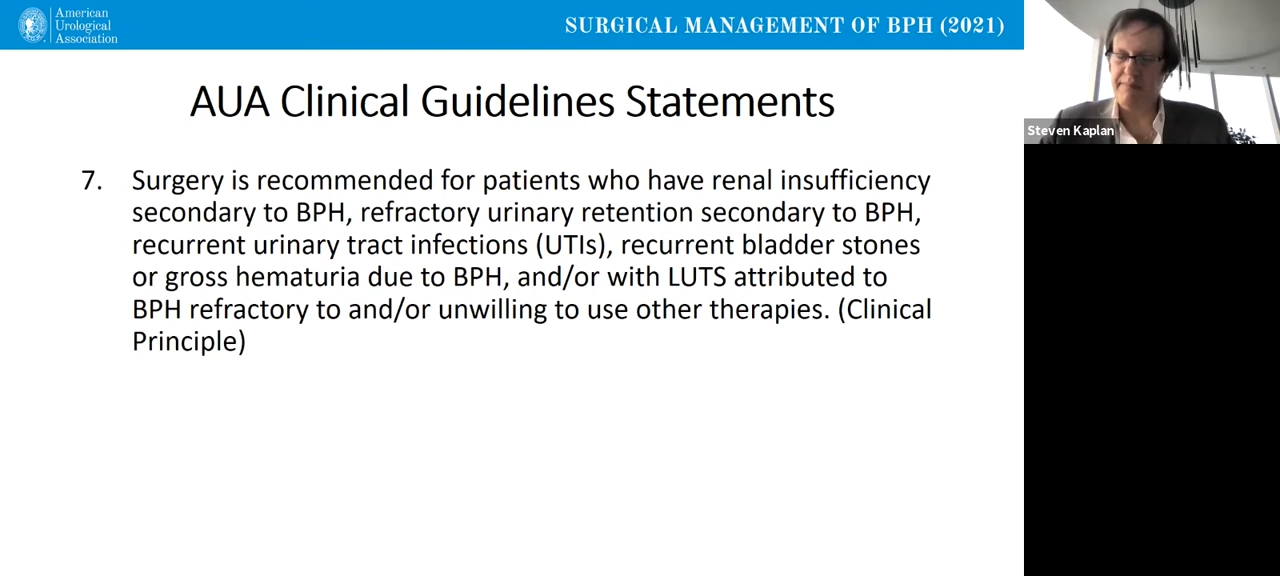 American
Urological
Association
SURGICAL MANAGEMENT OF BPH (2021)
AUA Clinical Guidelines Statements
7. Surgery is recommended for patients who have renal insufficiency
secondary to BPH, refractory urinary retention secondary to BPH,
recurrent urinary tract infections (UTIs), recurrent bladder stones
or gross hematuria due to BPH, and/or with LUTS attributed to
BPH refractory to and/or unwilling to use other therapies. (Clinical
Principle)
Steven Kaplan